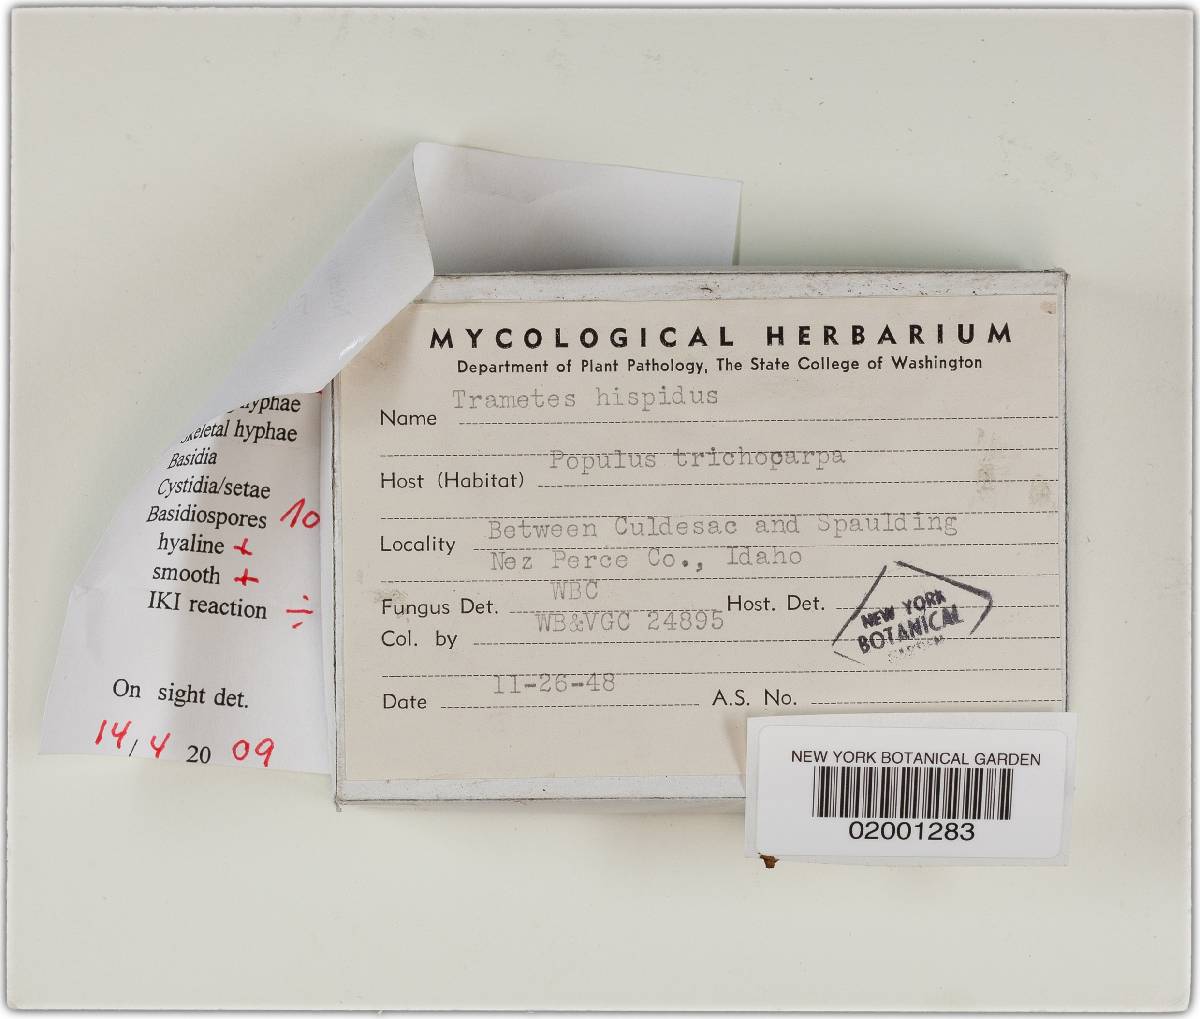 MYCOLOGICAL HERBARIUM
Department of Plant Pathology, The State College of Washington
Name Trametes hispidus
Host (Habitat) Populus trichocarpa
Locality Between Culdesac and Spaulding
Nez Perce Co., Idaho
Fungus Det. WBC Host. Det.
Col. by WB&VGC 24895
Date 11-26-48 A.S. No.
NEW YORK
BOTANICAL
GARDEN
hyphae
skeletal hyphae
Basidia
Cystidia/setae
Basidiospores 10
hyaline +
smooth +
IKI reaction ÷
On sight det.
14/4 20 09
NEW YORK BOTANICAL GARDEN
02001283